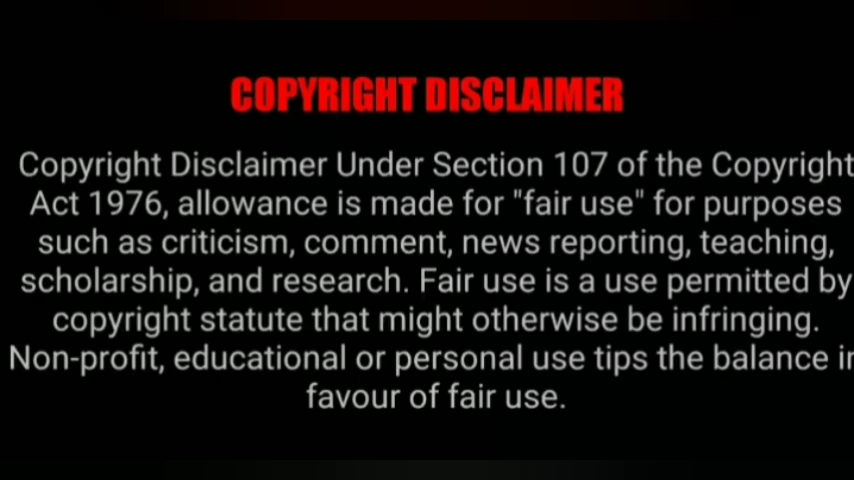 COPYRIGHT DISCLAIMER
Copyright Disclaimer Under Section 107 of the Copyright
Act 1976, allowance is made for "fair use" for purposes
such as criticism, comment, news reporting, teaching,
scholarship, and research. Fair use is a use permitted by
copyright statute that might otherwise be infringing.
Non-profit, educational or personal use tips the balance in
favour of fair use.